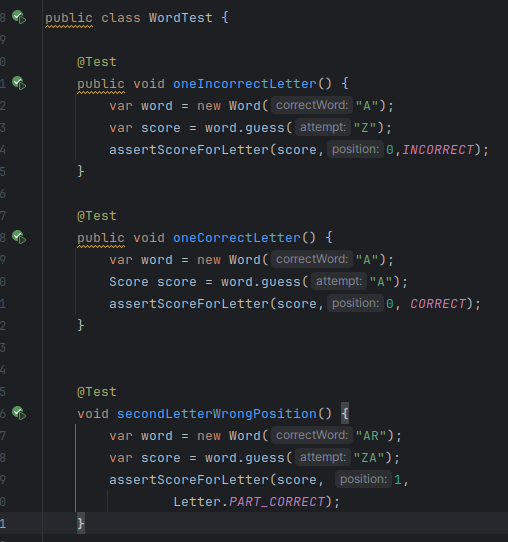 8 public class WordTest {
9
0 @Test
1 public void oneIncorrectLetter() {
2 var word = new Word( correctWord: "A");
3 var score = word.guess( attempt: "Z");
4 assertScoreForLetter(score, position: 0,INCORRECT);
5 }
6
7 @Test
8 public void oneCorrectLetter() {
9 var word = new Word( correctWord: "A");
0 Score score = word.guess( attempt: "A");
1 assertScoreForLetter(score, position: 0, CORRECT);
2 }
3
4
5 @Test
6 void secondLetterWrongPosition() {
7 var word = new Word( correctWord: "AR");
8 var score = word.guess( attempt: "ZA");
9 assertScoreForLetter(score, position: 1,
0 Letter.PART_CORRECT);
1 }